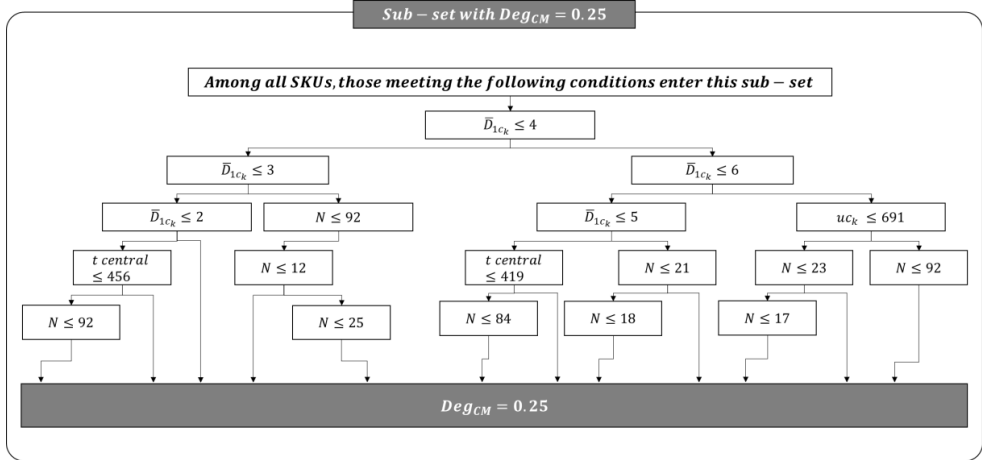 Sub − set with Deg_CM = 0.25
Among all SKUs, those meeting the following conditions enter this sub − set
D̅_1c_k ≤ 4
D̅_1c_k ≤ 3
D̅_1c_k ≤ 6
D̅_1c_k ≤ 2
N ≤ 92
D̅_1c_k ≤ 5
uc_k ≤ 691
t central
≤ 456
N ≤ 12
t central
≤ 419
N ≤ 21
N ≤ 23
N ≤ 92
N ≤ 92
N ≤ 25
N ≤ 84
N ≤ 18
N ≤ 17
Deg_CM = 0.25